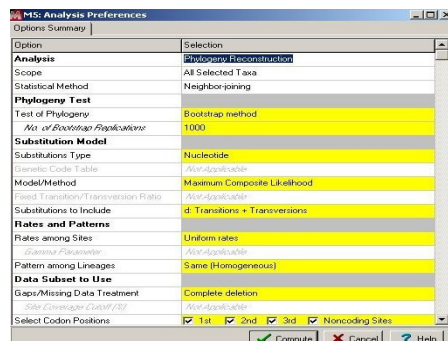 M5: Analysis Preferences
Options Summary
Option Selection
Analysis Phylogeny Reconstruction
Scope All Selected Taxa
Statistical Method Neighbor-joining
Phylogeny Test
Test of Phylogeny Bootstrap method
No. of Bootstrap Replications 1000
Substitution Model
Substitutions Type Nucleotide
Genetic Code Table Not Applicable
Model/Method Maximum Composite Likelihood
Fixed Transition/Transversion Ratio Not Applicable
Substitutions to Include d: Transitions + Transversions
Rates and Patterns
Rates among Sites Uniform rates
Gamma Parameter Not Applicable
Pattern among Lineages Same (Homogeneous)
Data Subset to Use
Gaps/Missing Data Treatment Complete deletion
Site Coverage Cutoff (%) Not Applicable
Select Codon Positions 1st 2nd 3rd Noncoding Sites
Compute Cancel ? Help